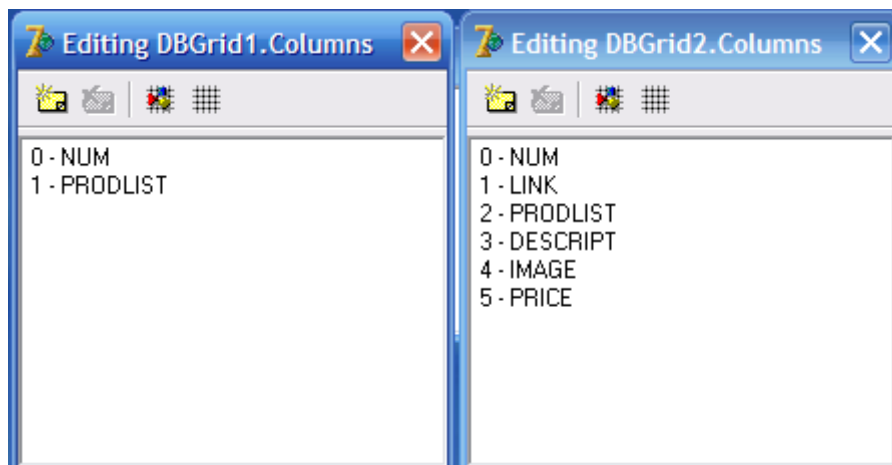 Editing DBGrid1.Columns
0 - NUM
1 - PRODLIST
Editing DBGrid2.Columns
0 - NUM
1 - LINK
2 - PRODLIST
3 - DESCRIPT
4 - IMAGE
5 - PRICE